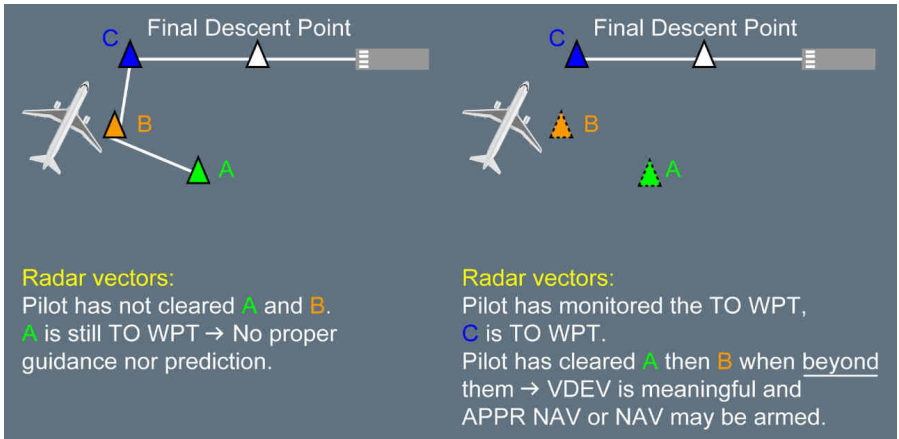 Final Descent Point
C
B
A
Radar vectors:
Pilot has not cleared A and B.
A is still TO WPT → No proper
guidance nor prediction.
Final Descent Point
C
B
A
Radar vectors:
Pilot has monitored the TO WPT,
C is TO WPT.
Pilot has cleared A then B when beyond
them → VDEV is meaningful and
APPR NAV or NAV may be armed.